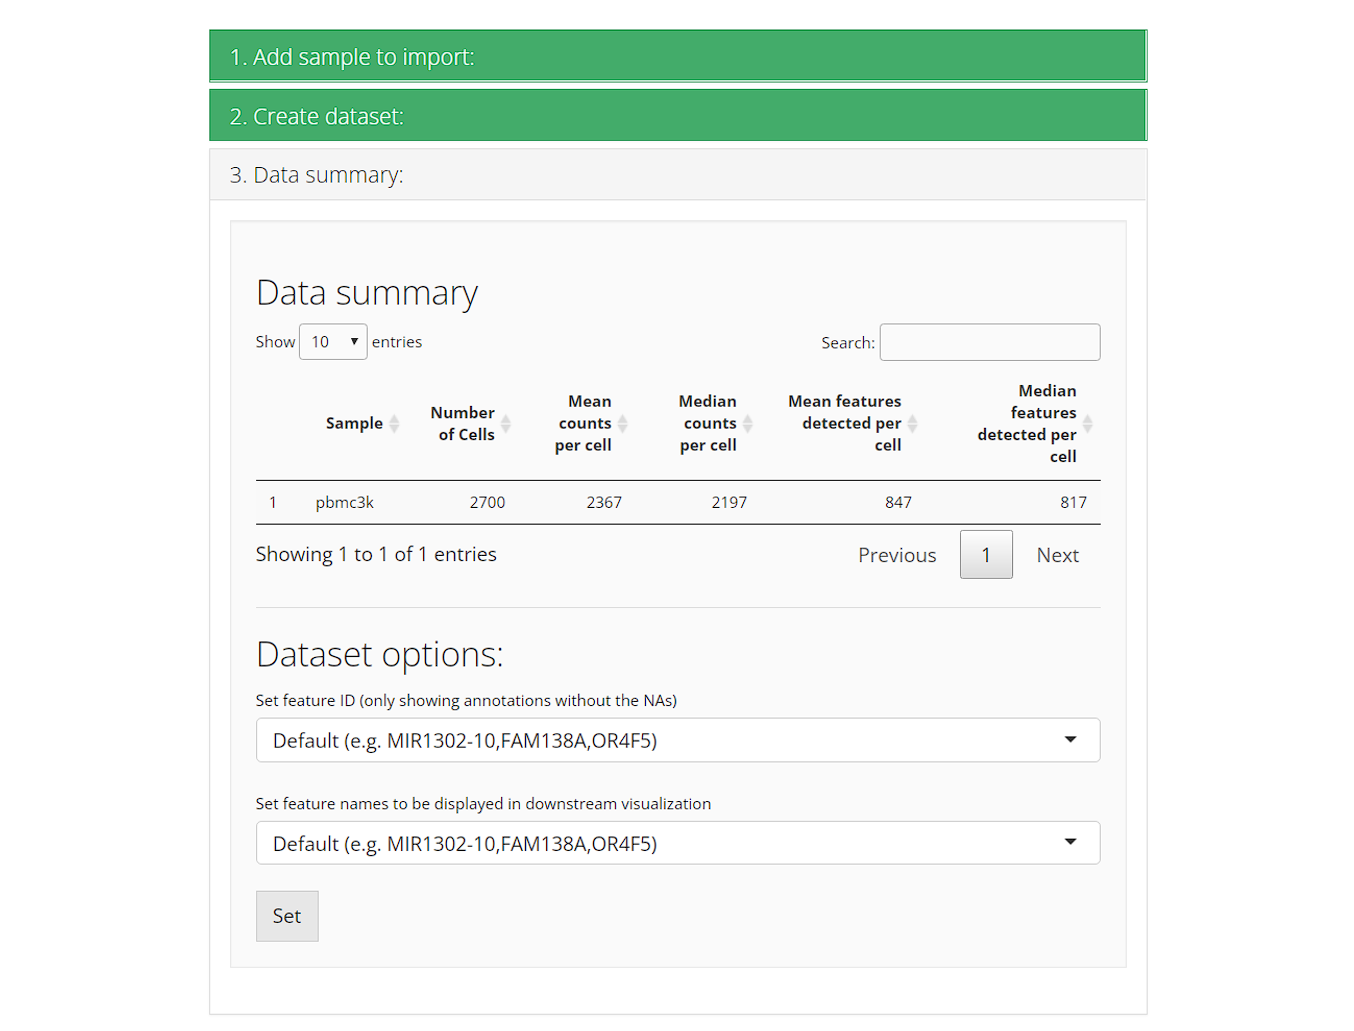 1. Add sample to import:
2. Create dataset:
3. Data summary:
Data summary
Show 10 entries
Search:
Sample
Number of Cells
Mean counts per cell
Median counts per cell
Mean features detected per cell
Median features detected per cell
1 pbmc3k 2700 2367 2197 847 817
Showing 1 to 1 of 1 entries
Previous 1 Next
Dataset options:
Set feature ID (only showing annotations without the NAs)
Default (e.g. MIR1302-10,FAM138A,OR4F5)
Set feature names to be displayed in downstream visualization
Default (e.g. MIR1302-10,FAM138A,OR4F5)
Set